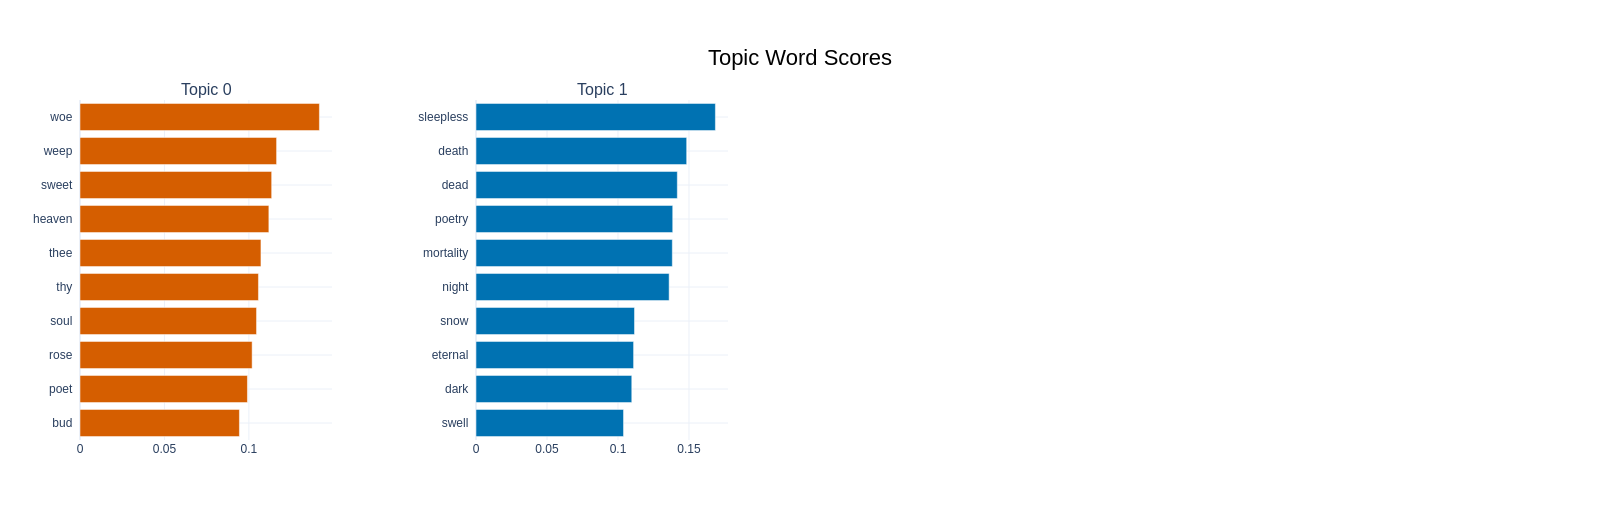 Topic Word Scores
Topic 0
woe
weep
sweet
heaven
thee
thy
soul
rose
poet
bud
0 0.05 0.1
Topic 1
sleepless
death
dead
poetry
mortality
night
snow
eternal
dark
swell
0 0.05 0.1 0.15